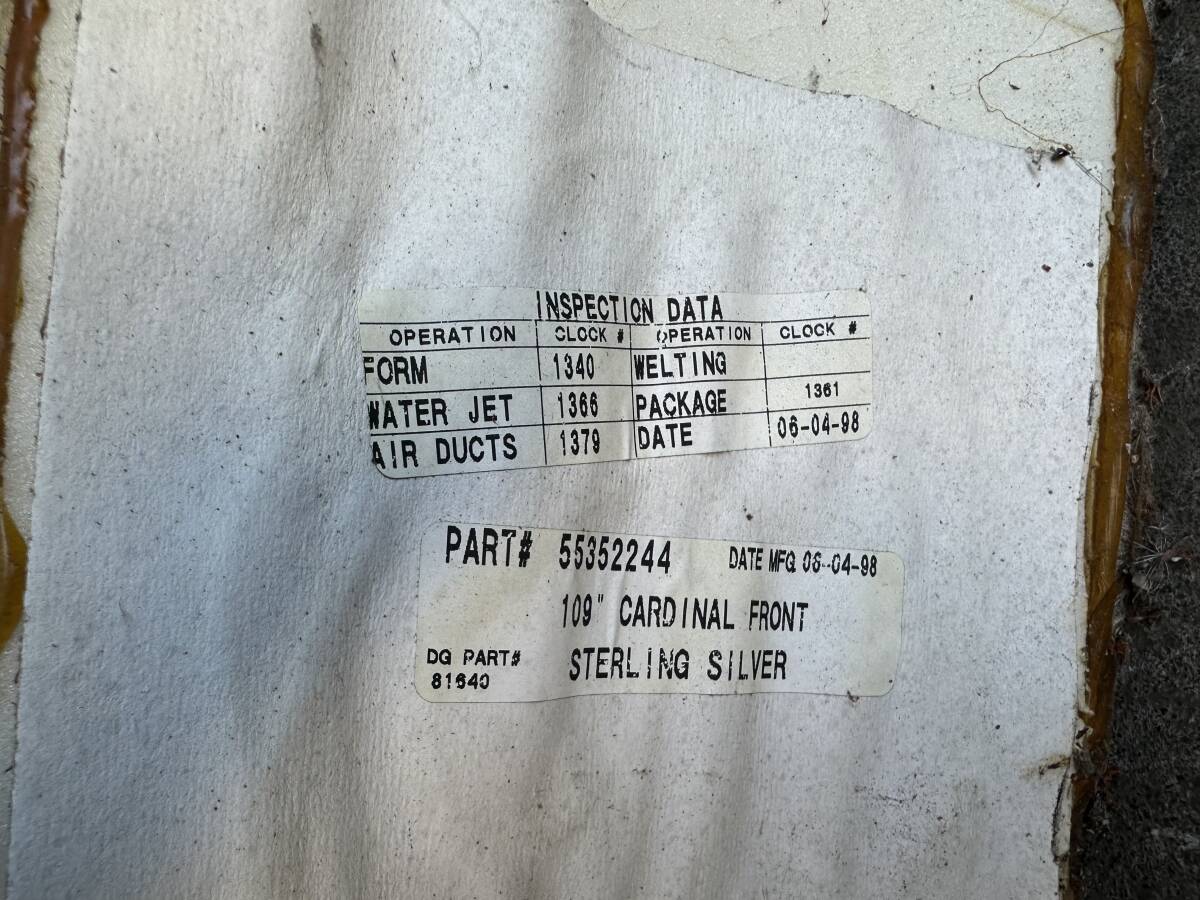 INSPECTION DATA
OPERATION CLOCK # OPERATION CLOCK #
FORM 1340 WELTING
WATER JET 1366 PACKAGE 1361
AIR DUCTS 1379 DATE 06-04-98
PART# 55352244 DATE MFG 06-04-98
109" CARDINAL FRONT
DG PART# STERLING SILVER
81640